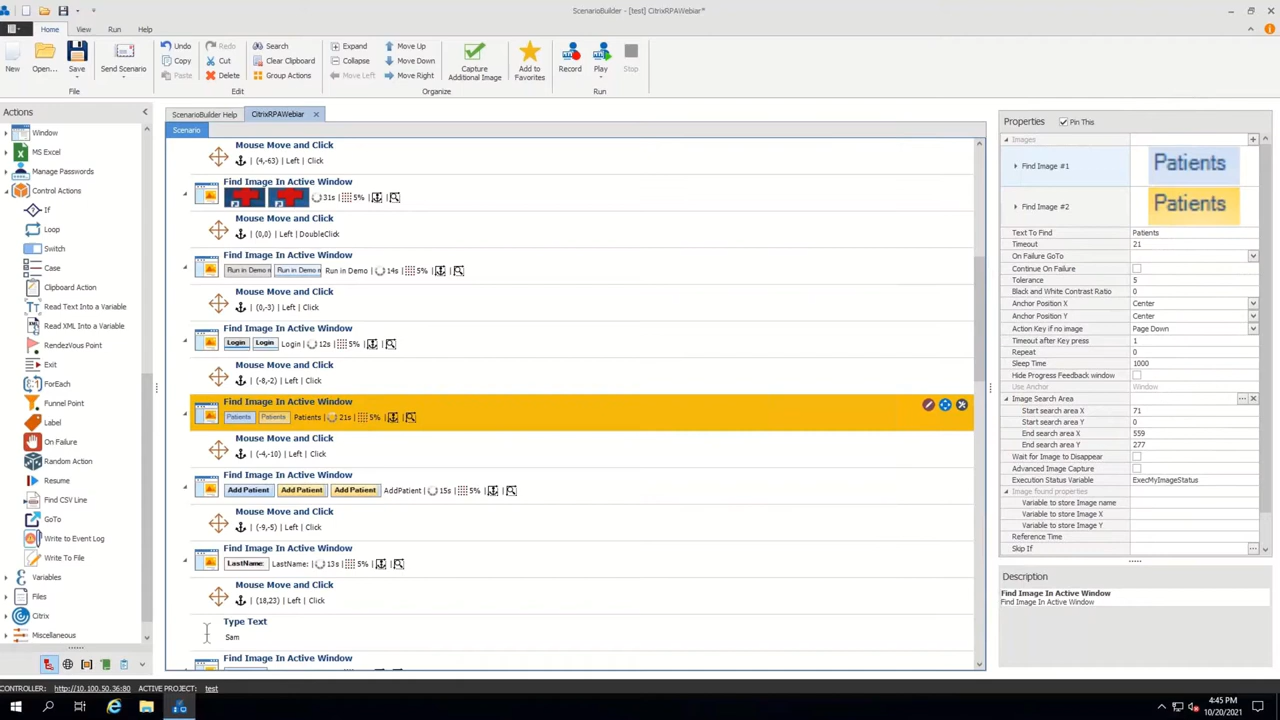 ScenarioBuilder - [test] CitrixRPAWebiar*
Home View Run Help
New
Open...
Save
Send Scenario
File
Undo
Copy
Paste
Redo
Cut
Delete
Search
Clear Clipboard
Group Actions
Edit
Expand
Collapse
Move Left
Move Up
Move Down
Move Right
Organize
Capture Additional Image
Add to Favorites
Record
Play
Stop
Run
Actions
Window
MS Excel
Manage Passwords
Control Actions
If
Loop
Switch
Case
Clipboard Action
Read Text Into a Variable
Read XML Into a Variable
RendezVous Point
Exit
ForEach
Funnel Point
Label
On Failure
Random Action
Resume
Find CSV Line
GoTo
Write to Event Log
Write To File
Variables
Files
Citrix
Miscellaneous
ScenarioBuilder Help
CitrixRPAWebiar
Scenario
Mouse Move and Click
(4,-63) | Left | Click
Find Image In Active Window
31s | 5% |
Mouse Move and Click
(0,0) | Left | DoubleClick
Find Image In Active Window
Run in Demo m Run in Demo m Run in Demo | 14s | 5% |
Mouse Move and Click
(0,-3) | Left | Click
Find Image In Active Window
Login Login Login | 12s | 5% |
Mouse Move and Click
(-8,-2) | Left | Click
Find Image In Active Window
Patients Patients Patients | 21s | 5% |
Mouse Move and Click
(-4,-10) | Left | Click
Find Image In Active Window
Add Patient Add Patient Add Patient AddPatient | 15s | 5% |
Mouse Move and Click
(-9,-5) | Left | Click
Find Image In Active Window
LastName: LastName: | 13s | 5% |
Mouse Move and Click
(18,23) | Left | Click
Type Text
Sam
Find Image In Active Window
Properties Pin This
Images
Find Image #1 Patients
Find Image #2 Patients
Text To Find Patients
Timeout 21
On Failure GoTo
Continue On Failure
Tolerance 5
Black and White Contrast Ratio 0
Anchor Position X Center
Anchor Position Y Center
Action Key if no image Page Down
Timeout after Key press 1
Repeat 0
Sleep Time 1000
Hide Progress Feedback window
Use Anchor Window
Image Search Area
Start search area X 71
Start search area Y 0
End search area X 559
End search area Y 277
Wait for Image to Disappear
Advanced Image Capture
Execution Status Variable ExecMyImageStatus
Image found properties
Variable to store Image name
Variable to store Image X
Variable to store Image Y
Reference Time
Skip If
Description
Find Image In Active Window
Find Image In Active Window
CONTROLLER: http://10.100.50.36:80 ACTIVE PROJECT: test
4:45 PM
10/20/2021